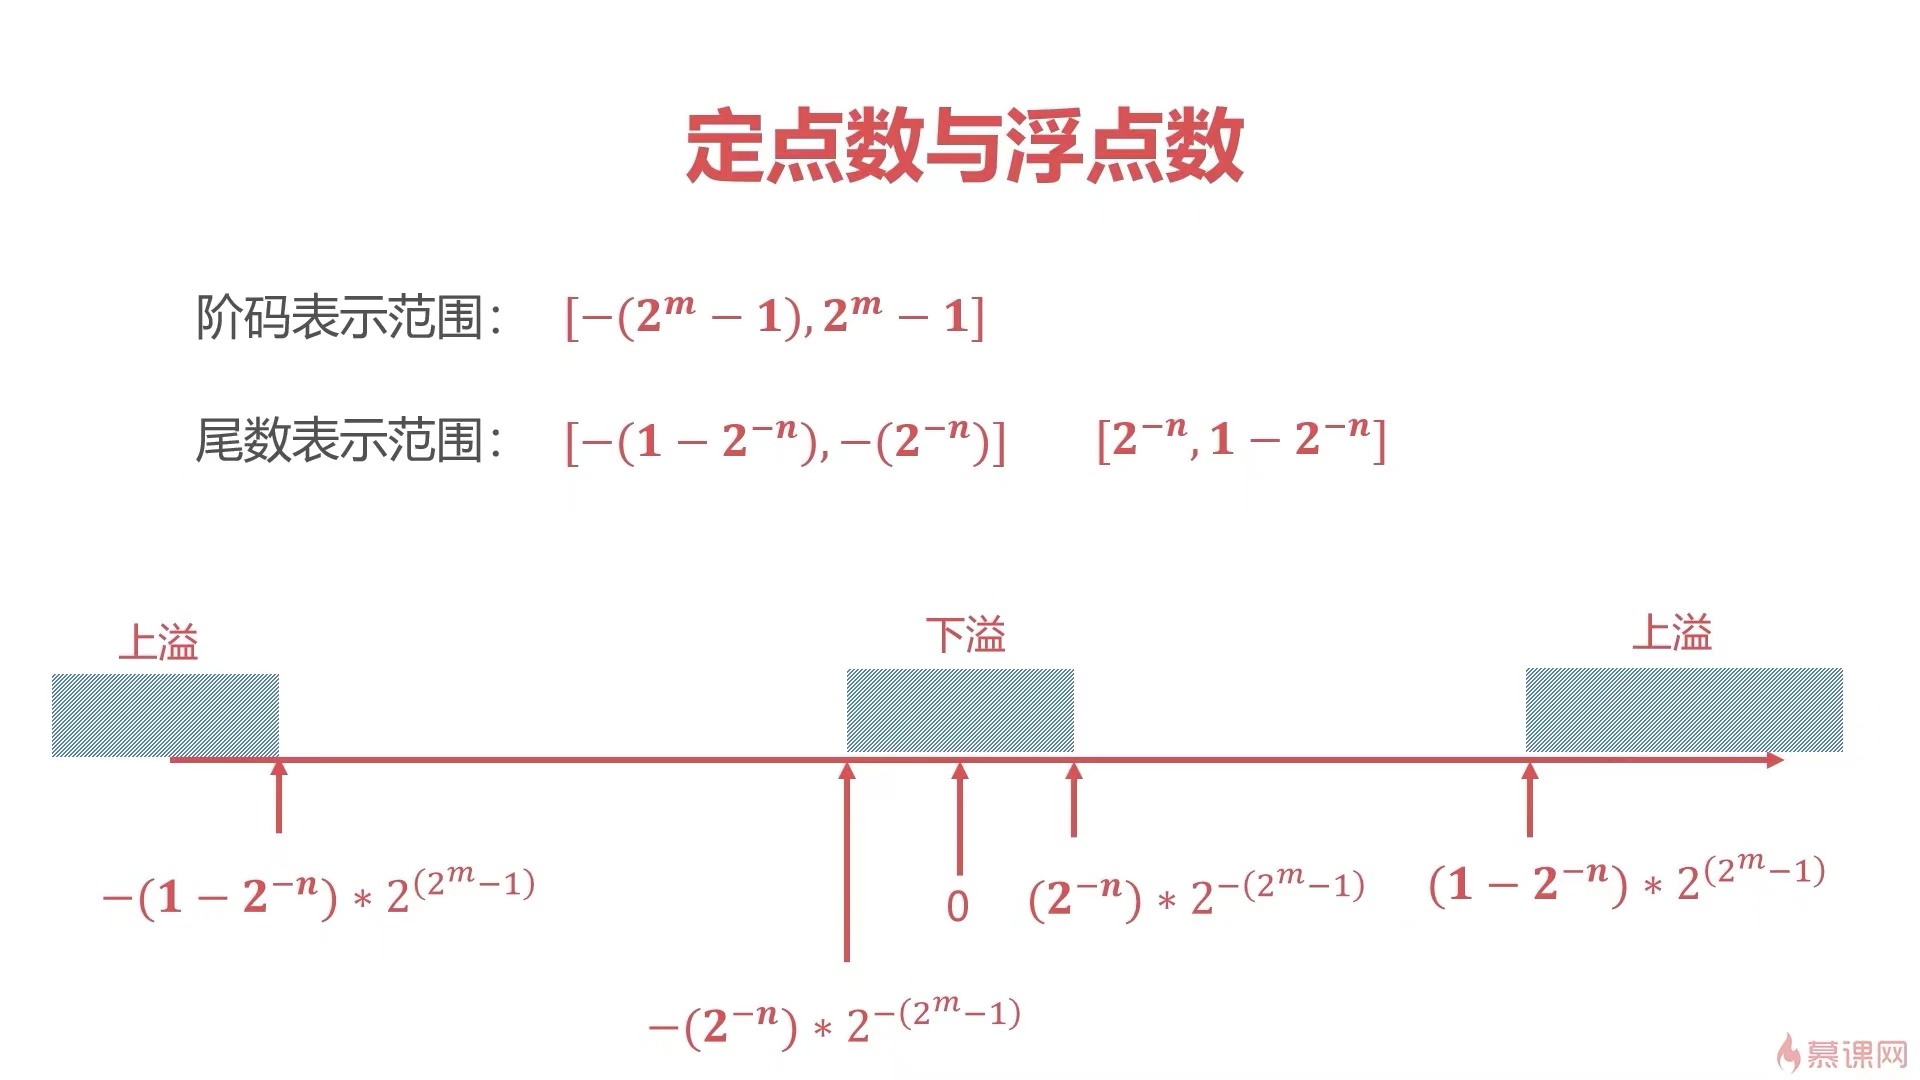 定点数与浮点数
阶码表示范围： [−(2^m − 1), 2^m − 1]
尾数表示范围： [−(1 − 2^−n), −(2^−n)] [2^−n, 1 − 2^−n]
上溢 下溢 上溢
−(1 − 2^−n) ∗ 2^(2^m−1) 0 (2^−n) ∗ 2^−(2^m−1) (1 − 2^−n) ∗ 2^(2^m−1)
−(2^−n) ∗ 2^−(2^m−1)
慕课网